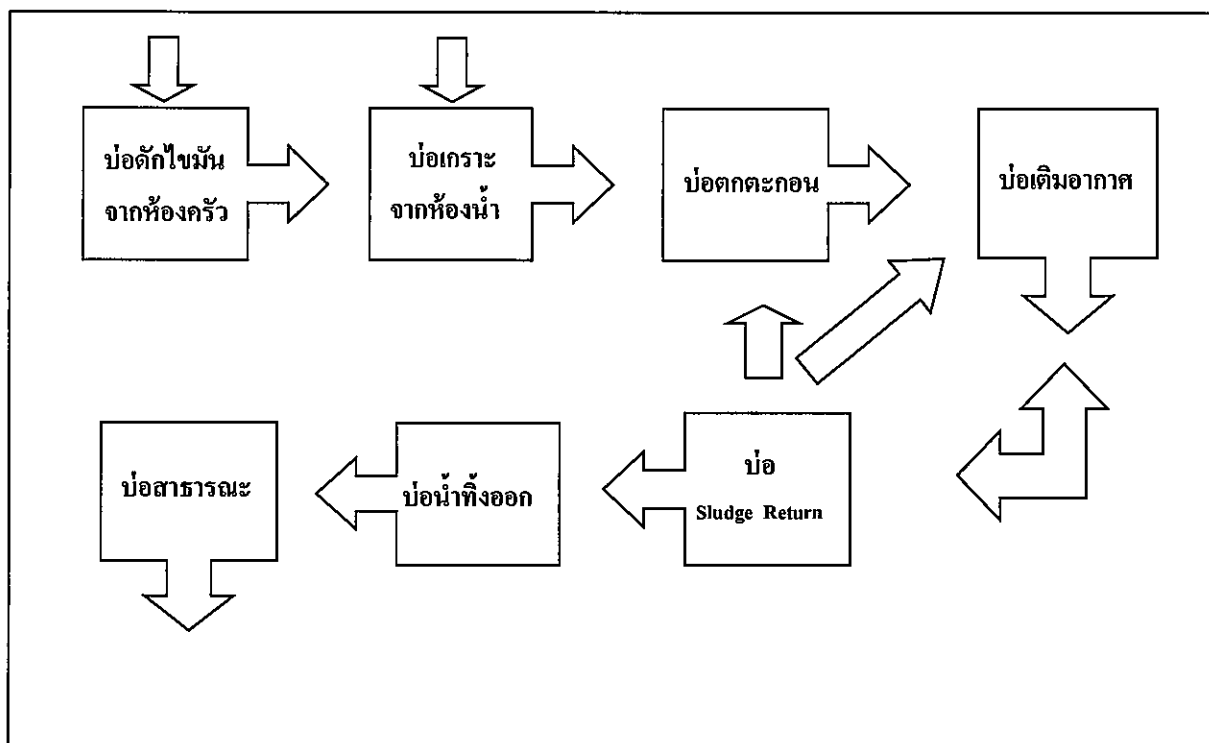 บ่อดักไขมัน
จากห้องครัว
บ่อเกราะ
จากห้องน้ำ
บ่อตกตะกอน
บ่อเติมอากาศ
บ่อสาธารณะ
บ่อน้ำทิ้งออก
บ่อ
Sludge Return